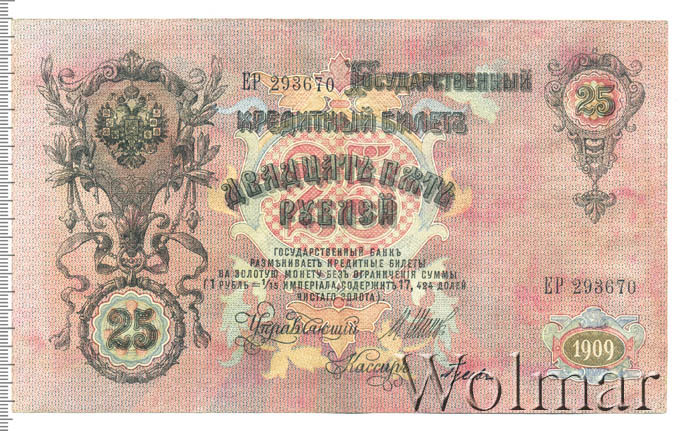 ЕР 293670 Государственный
25
Кредитный билетъ
Двадцать пять
рублей
25
Государственный банкъ
размѣниваетъ кредитные билеты
на золотую монету безъ ограниченія суммы
(1 рубль = 1/15 имперіала, содержитъ 17,424 долей
чистаго золота).
ЕР 293670
Управляющій
25
1909
Кассиръ
Wolmar